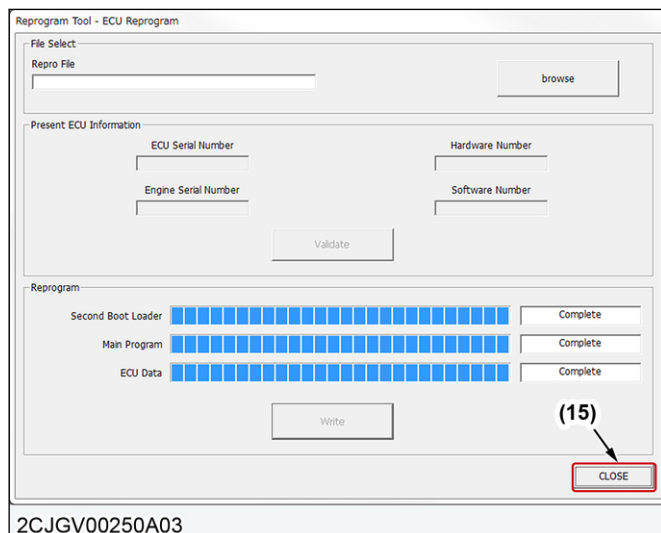 Reprogram Tool - ECU Reprogram
File Select
Repro File
browse
Present ECU Information
ECU Serial Number
Hardware Number
Engine Serial Number
Software Number
Validate
Reprogram
Second Boot Loader
Complete
Main Program
Complete
ECU Data
Complete
Write
(15)
CLOSE
2CJGV00250A03